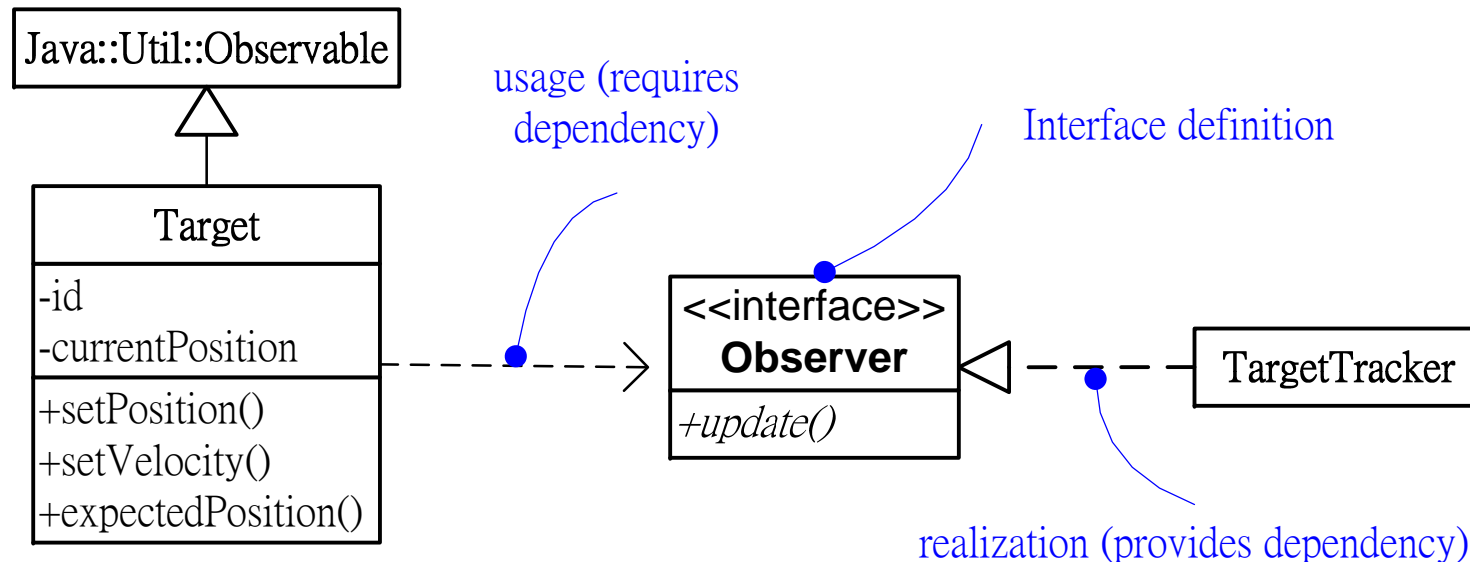 Java::Util::Observable
usage (requires
dependency)
Interface definition
Target
-id
-currentPosition
+setPosition()
+setVelocity()
+expectedPosition()
<<interface>>
Observer
+update()
TargetTracker
realization (provides dependency)